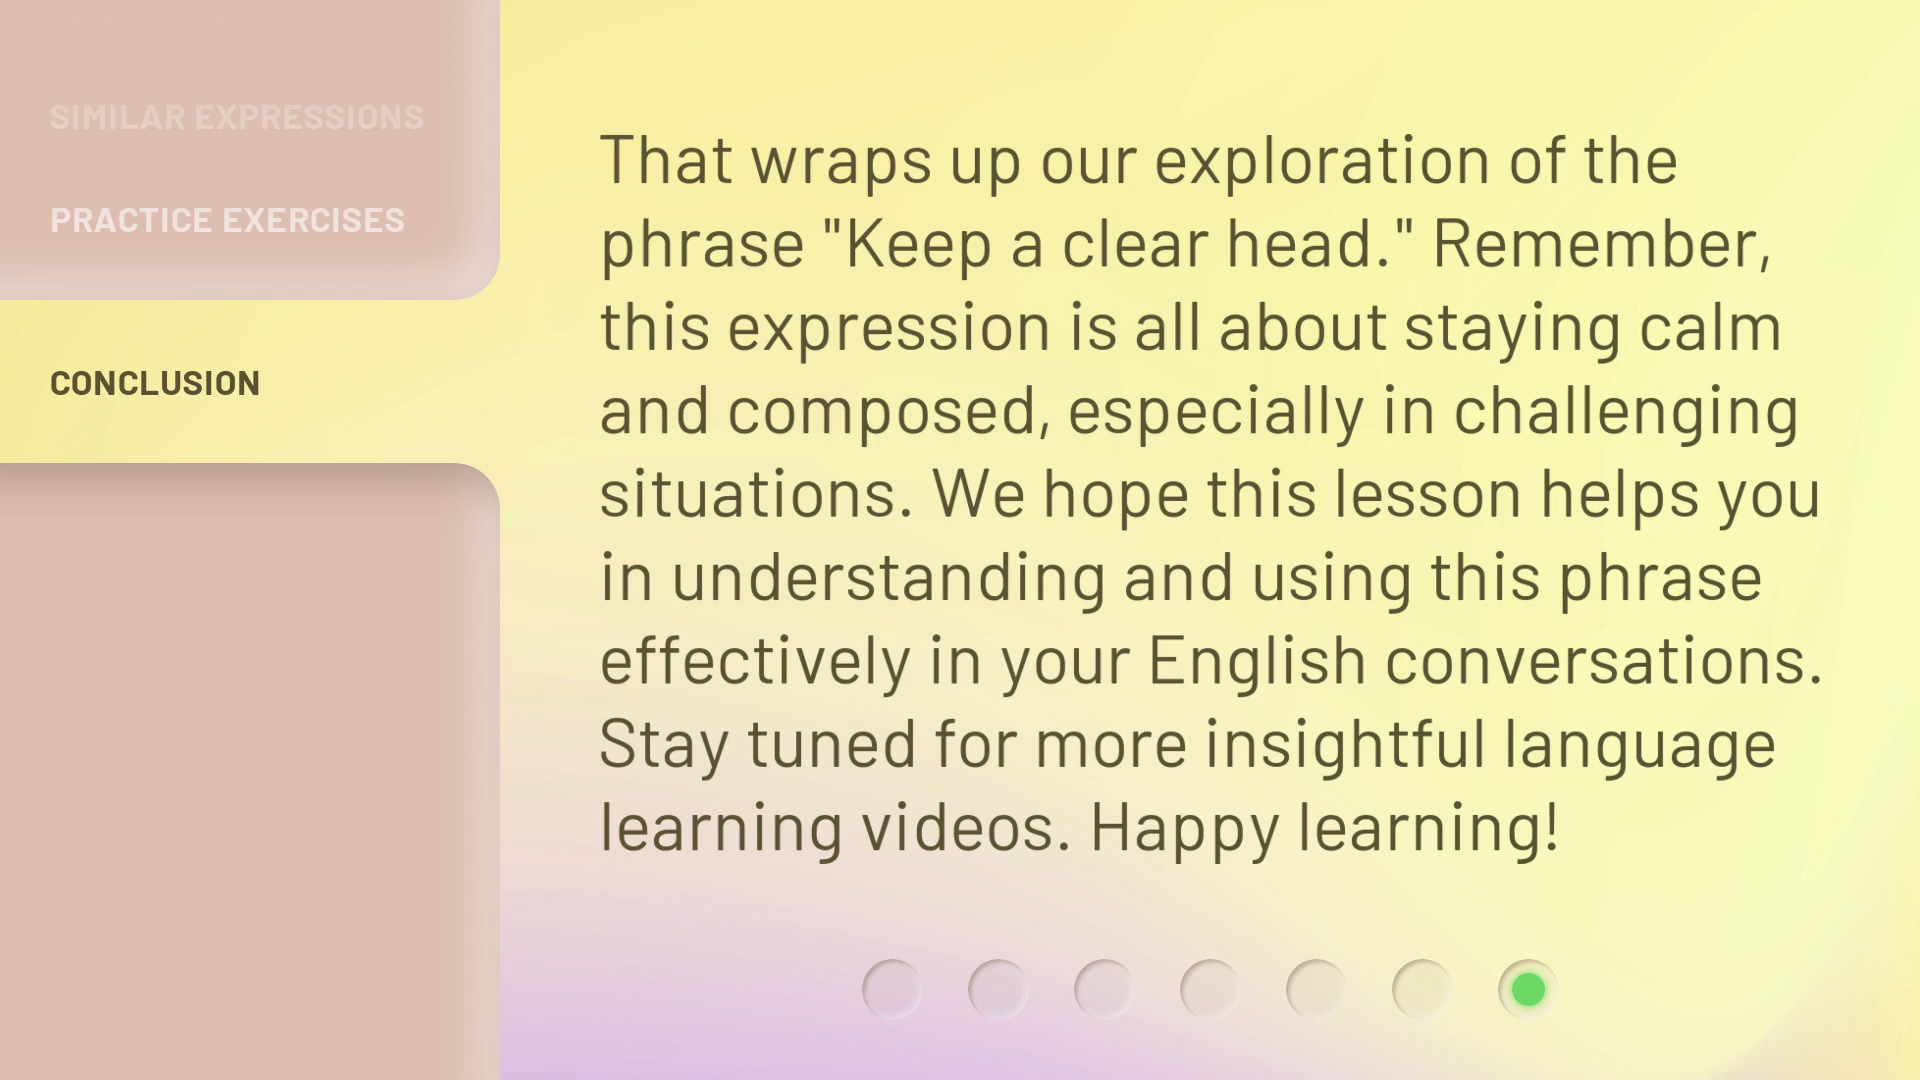 SIMILAR EXPRESSIONS
PRACTICE EXERCISES
CONCLUSION
That wraps up our exploration of the
phrase "Keep a clear head." Remember,
this expression is all about staying calm
and composed, especially in challenging
situations. We hope this lesson helps you
in understanding and using this phrase
effectively in your English conversations.
Stay tuned for more insightful language
learning videos. Happy learning!